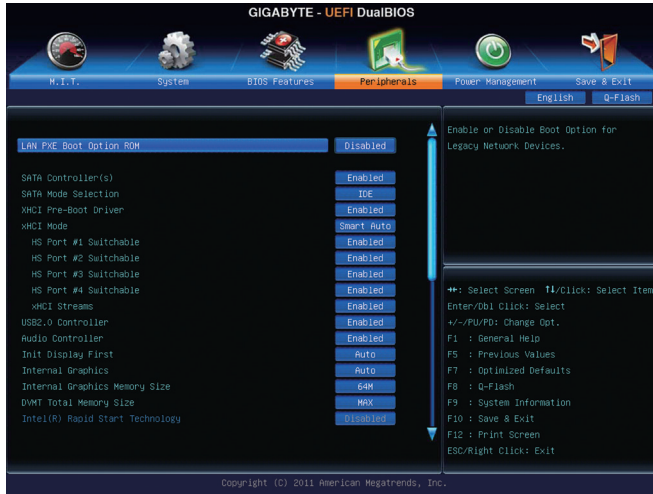 GIGABYTE - UEFI DualBIOS
M.I.T. System BIOS Features Peripherals Power Management Save & Exit
English Q-Flash
LAN PXE Boot Option ROM Disabled
SATA Controller(s) Enabled
SATA Mode Selection IDE
XHCI Pre-Boot Driver Enabled
xHCI Mode Smart Auto
HS Port #1 Switchable Enabled
HS Port #2 Switchable Enabled
HS Port #3 Switchable Enabled
HS Port #4 Switchable Enabled
xHCI Streams Enabled
USB2.0 Controller Enabled
Audio Controller Enabled
Init Display First Auto
Internal Graphics Auto
Internal Graphics Memory Size 64M
DVMT Total Memory Size MAX
Intel(R) Rapid Start Technology Disabled
Enable or Disable Boot Option for
Legacy Network Devices.
→←: Select Screen ↑↓/Click: Select Item
Enter/Dbl Click: Select
+/-/PU/PD: Change Opt.
F1 : General Help
F5 : Previous Values
F7 : Optimized Defaults
F8 : Q-Flash
F9 : System Information
F10 : Save & Exit
F12 : Print Screen
ESC/Right Click: Exit
Copyright (C) 2011 American Megatrends, Inc.